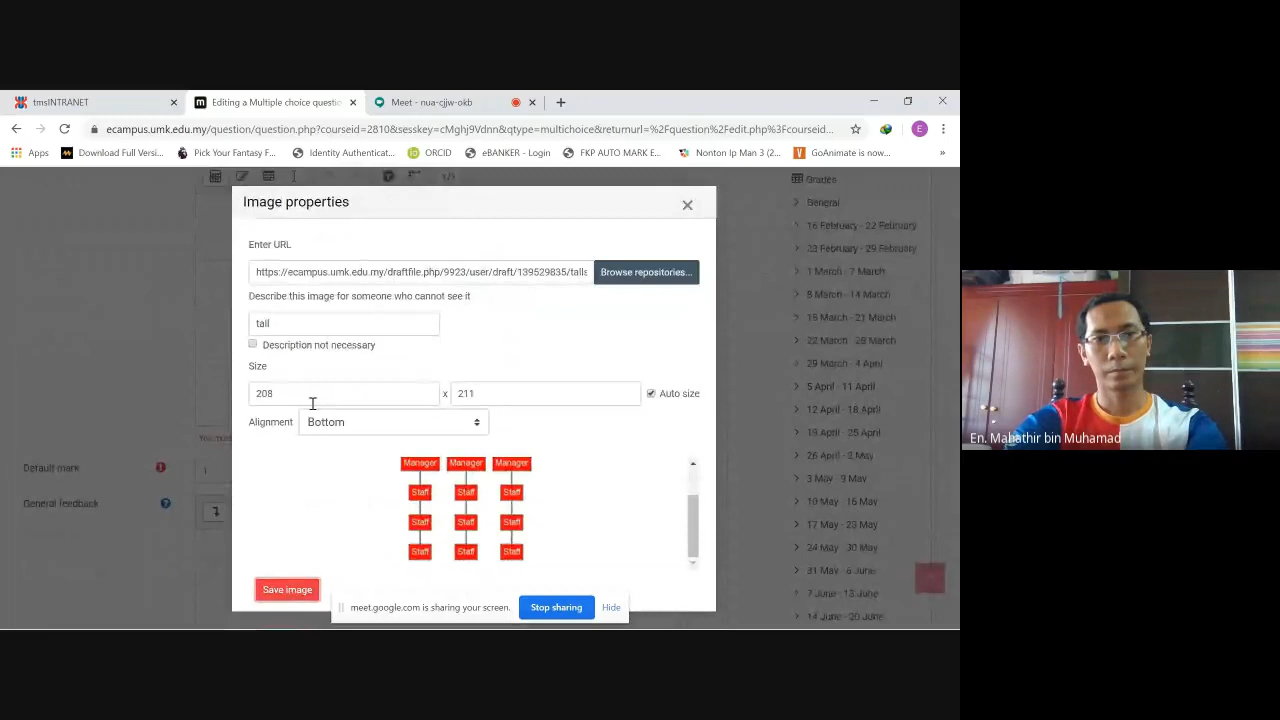 tmsINTRANET
Editing a Multiple choice questio
Meet - nua-cjjw-okb
ecampus.umk.edu.my/question/question.php?courseid=2810&sesskey=cMghj9Vdnn&qtype=multichoice&returnurl=%2Fquestion%2Fedit.php%3Fcourseid...
Apps
Download Full Versi...
Pick Your Fantasy F...
Identity Authenticat...
ORCID
eBANKER - Login
FKP AUTO MARK E...
Nonton Ip Man 3 (2...
GoAnimate is now...
Image properties
Enter URL
https://ecampus.umk.edu.my/draftfile.php/9923/user/draft/139529835/talls
Browse repositories...
Describe this image for someone who cannot see it
tall
Description not necessary
Size
208 x 211
Auto size
Alignment Bottom
Manager Manager Manager
Staff Staff Staff
Staff Staff Staff
Staff Staff Staff
Save image
meet.google.com is sharing your screen.
Stop sharing
Hide
You mus
Default mark
1
General feedback
Grades
General
16 February - 22 February
23 February - 29 February
1 March - 7 March
8 March - 14 March
15 March - 21 March
22 March - 28 March
29 March - 4 April
5 April - 11 April
12 April - 18 April
19 April - 25 April
26 April - 2 May
3 May - 9 May
10 May - 16 May
17 May - 23 May
24 May - 30 May
31 May - 6 June
7 June - 13 June
14 June - 20 June
En. Mahathir bin Muhamad